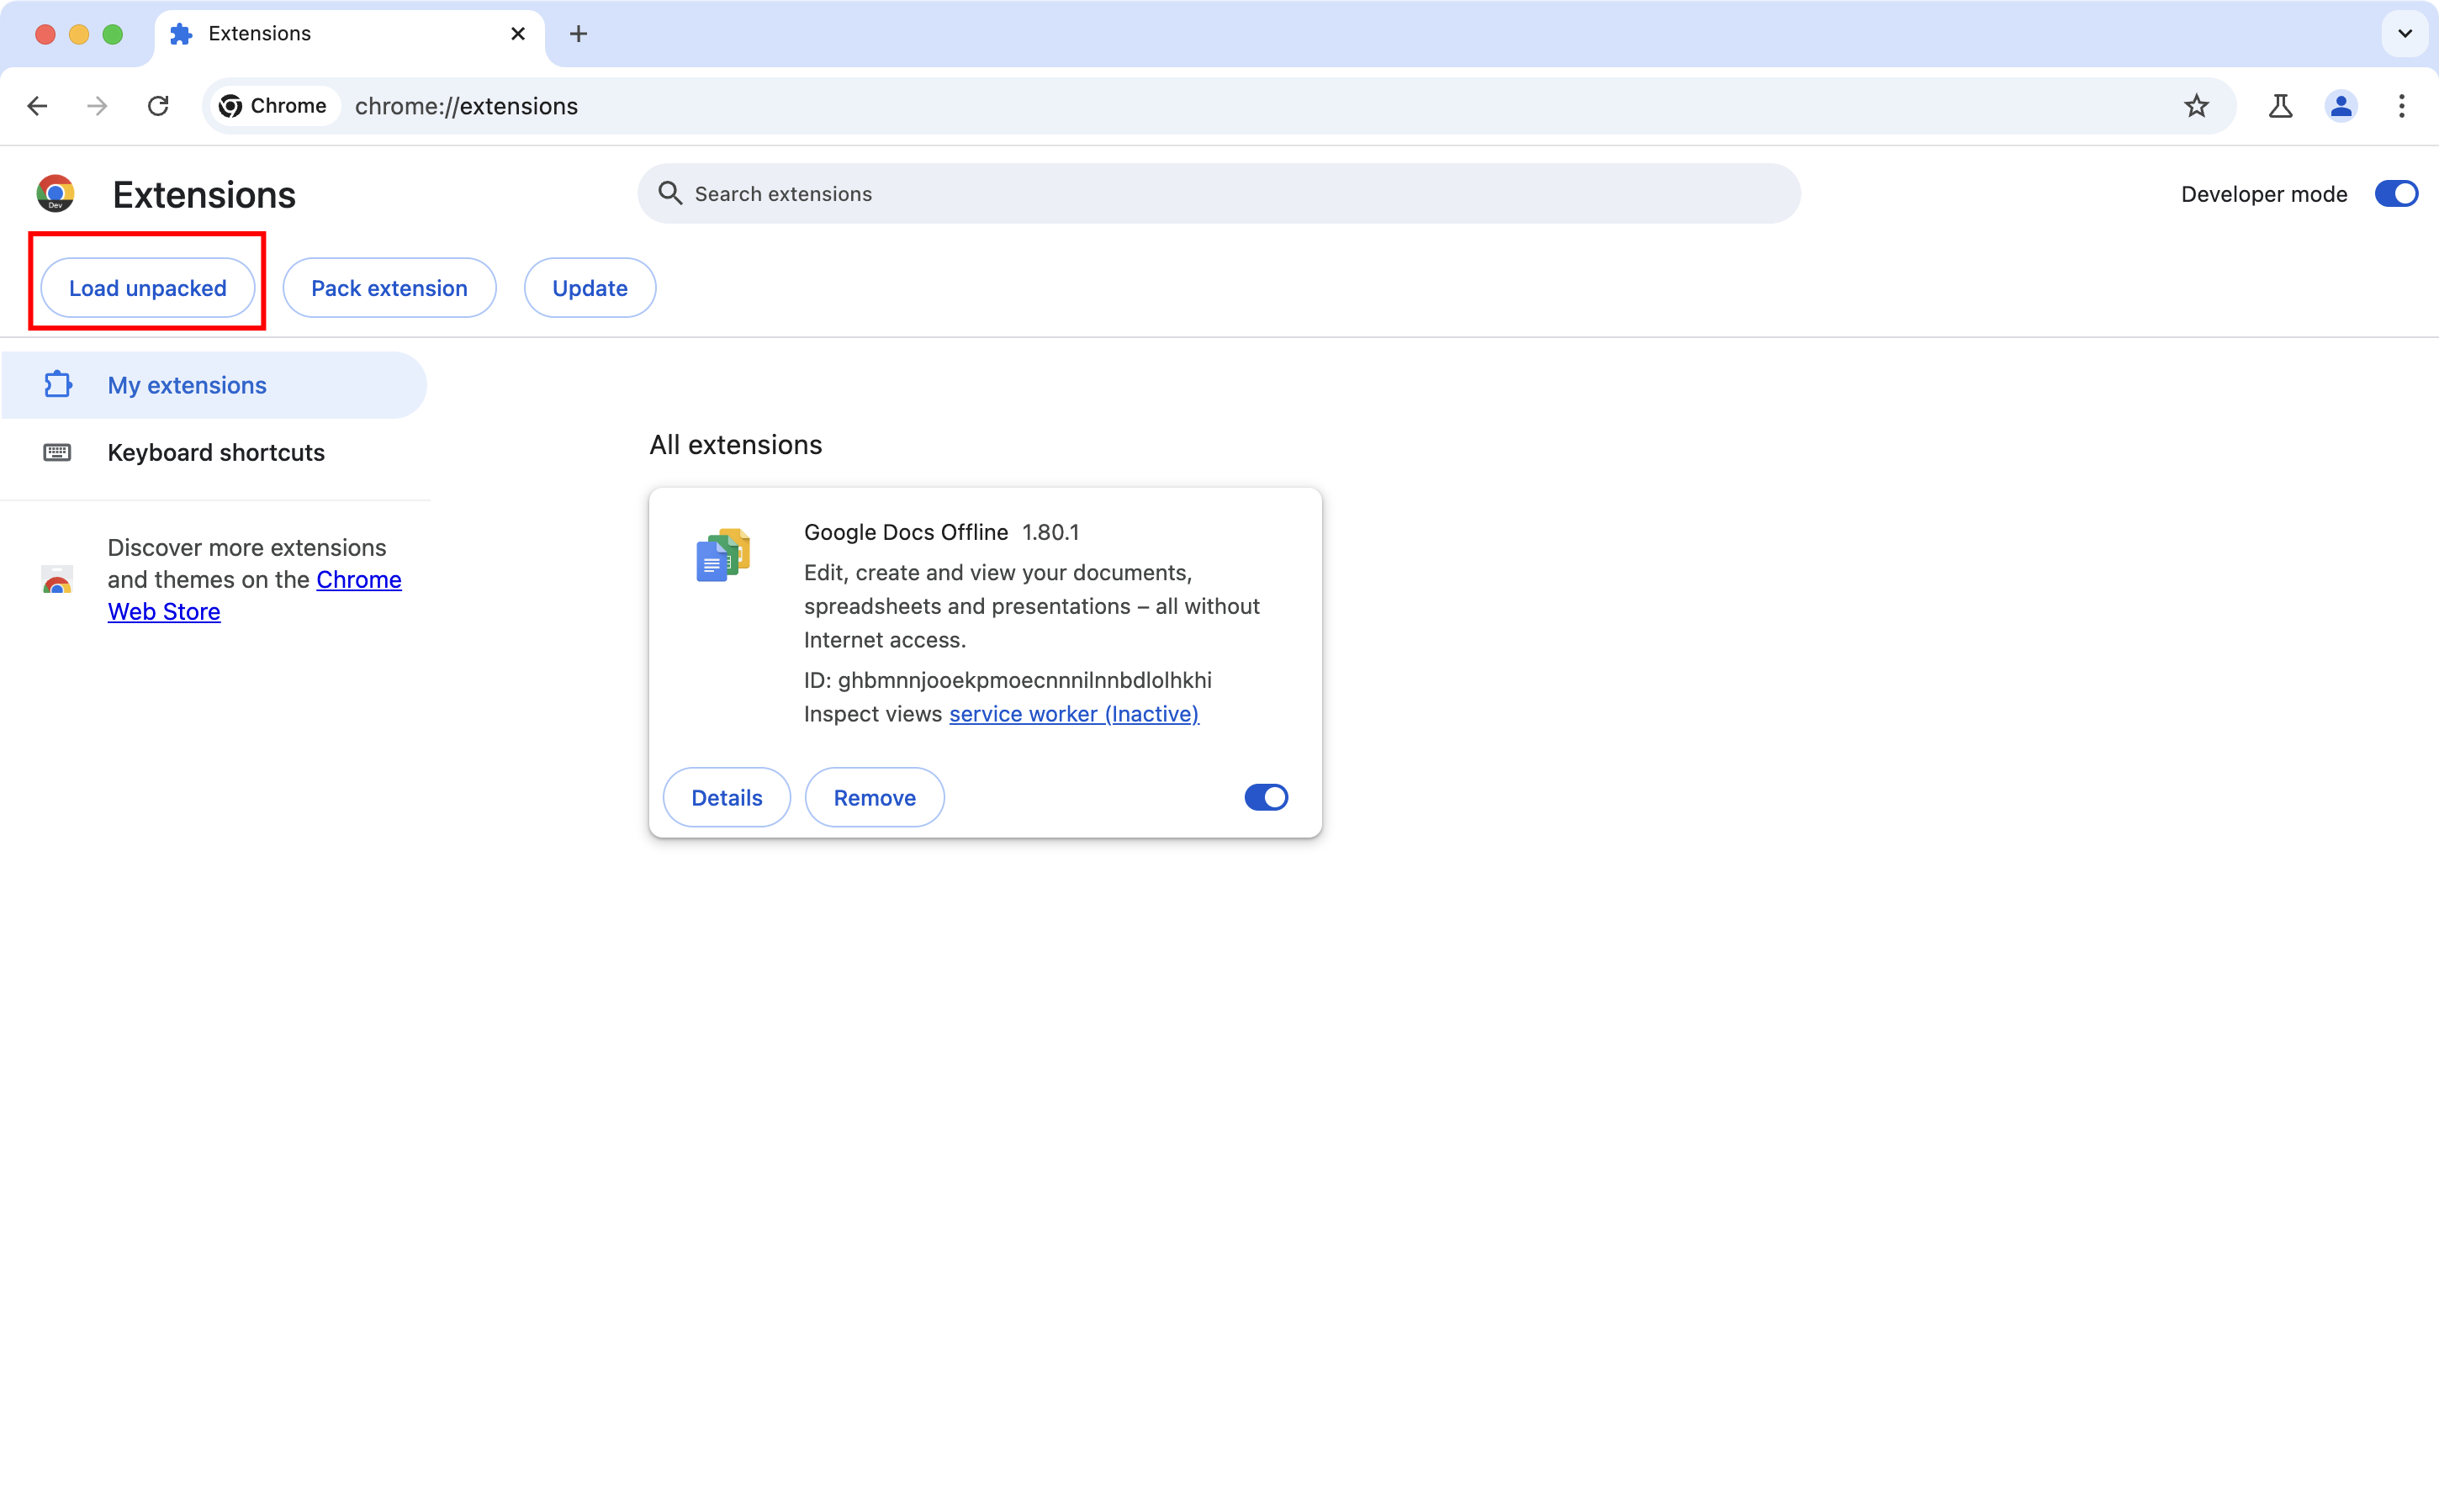 Extensions
Chrome chrome://extensions
Dev
Extensions
Search extensions
Developer mode
Load unpacked
Pack extension
Update
My extensions
Keyboard shortcuts
Discover more extensions
and themes on the Chrome
Web Store
All extensions
Google Docs Offline 1.80.1
Edit, create and view your documents,
spreadsheets and presentations – all without
Internet access.
ID: ghbmnnjooekpmoecnnnilnnbdlolhkhi
Inspect views service worker (Inactive)
Details
Remove